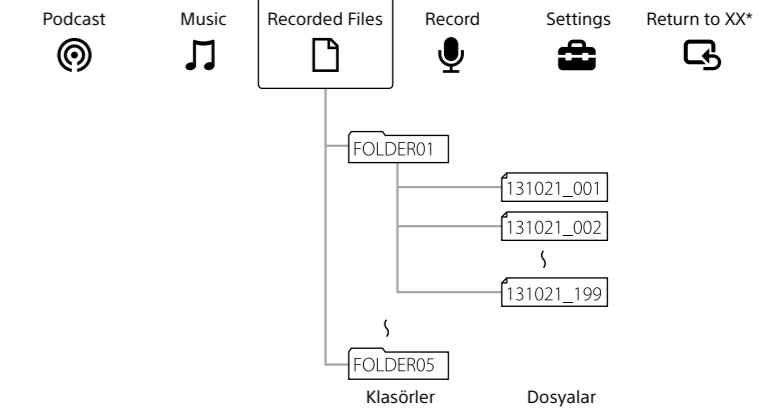 Podcast Music Recorded Files Record Settings Return to XX*
FOLDER01
131021_001
131021_002
131021_199
FOLDER05
Klasörler Dosyalar